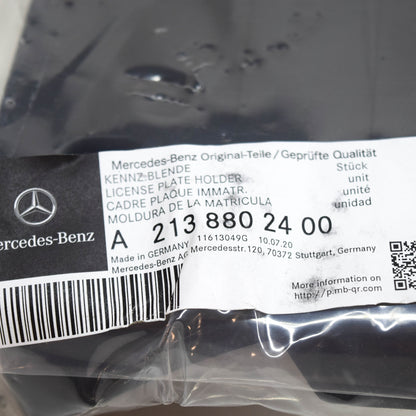 Mercedes-Benz
Mercedes-Benz Original-Teile/Geprüfte Qualität
KENNZ-BLENDE Stück
LICENSE PLATE HOLDER unit
CADRE PLAQUE IMMATR. unité
MOLDURA DE LA MATRICULA unidad
A 213 880 24 00
Made in GERMANY 11613049G 10.07.20
Mercedes-Benz AG Mercedesstr.120, 70372 Stuttgart, Germany
More information on
http://p.mb-qr.com/